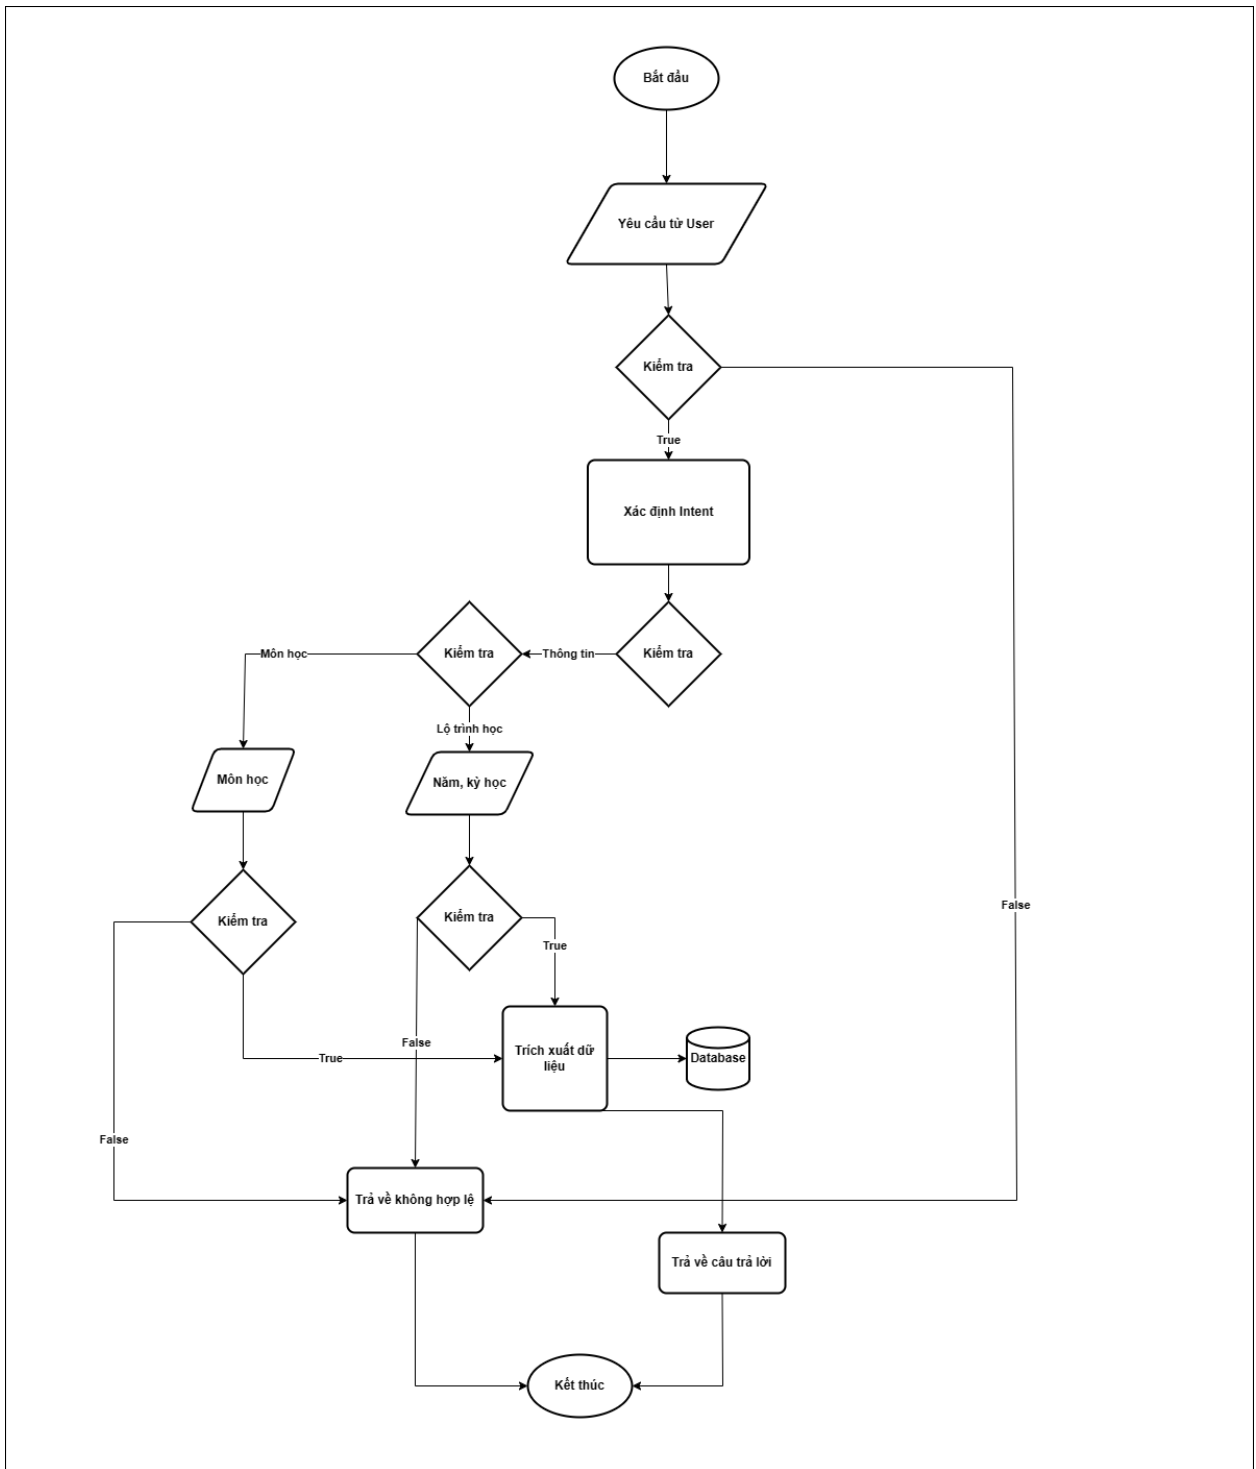 Bắt đầu
Yêu cầu từ User
Kiểm tra
True
Xác định Intent
Môn học
Kiểm tra
Thông tin
Kiểm tra
Lộ trình học
Môn học
Năm, kỳ học
False
Kiểm tra
Kiểm tra
True
False
True
Trích xuất dữ
liệu
Database
False
Trả về không hợp lệ
Trả về câu trả lời
Kết thúc